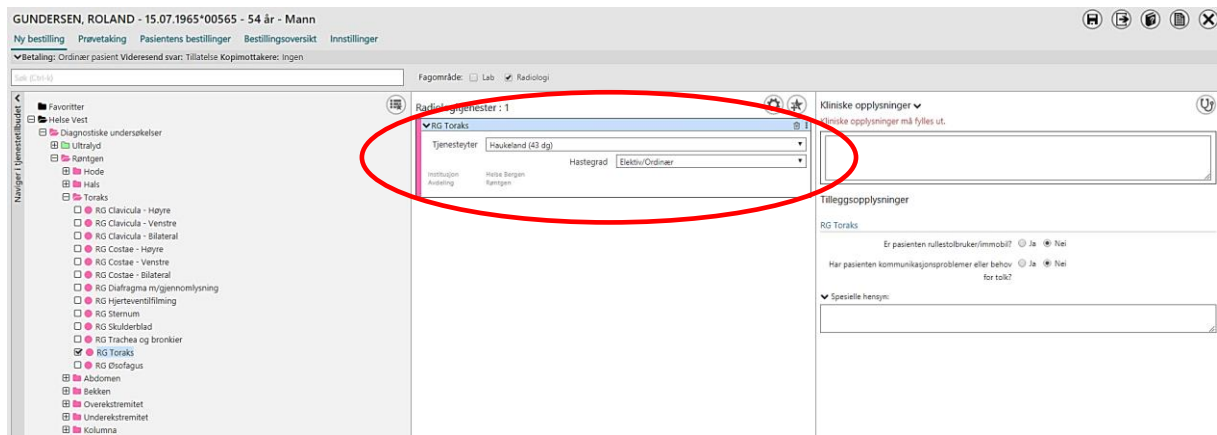 GUNDERSEN, ROLAND - 15.07.1965*00565 - 54 år - Mann
Ny bestilling Prøvetaking Pasientens bestillinger Bestillingsoversikt Innstillinger
Betaling: Ordinær pasient Videresend svar: Tillatelse Kopimottakere: Ingen
Søk (Ctrl-k)
Fagområde: Lab Radiologi
Naviger i tjenestetilbudet
Favoritter
Helse Vest
Diagnostiske undersøkelser
Ultralyd
Røntgen
Hode
Hals
Toraks
RG Clavicula - Høyre
RG Clavicula - Venstre
RG Clavicula - Bilateral
RG Costae - Høyre
RG Costae - Venstre
RG Costae - Bilateral
RG Diafragma m/gjennomlysning
RG Hjerteventilfilming
RG Sternum
RG Skulderblad
RG Trachea og bronkier
RG Toraks
RG Øsofagus
Abdomen
Bekken
Overekstremitet
Underekstremitet
Kolumna
Radiologitjenester : 1
RG Toraks
Tjenesteyter Haukeland (43 dg)
Hastegrad Elektiv/Ordinær
Institusjon Helse Bergen
Avdeling Røntgen
Kliniske opplysninger
Kliniske opplysninger må fylles ut.
Tilleggsopplysninger
RG Toraks
Er pasienten rullestolbruker/immobil? Ja Nei
Har pasienten kommunikasjonsproblemer eller behov Ja Nei
for tolk?
Spesielle hensyn: